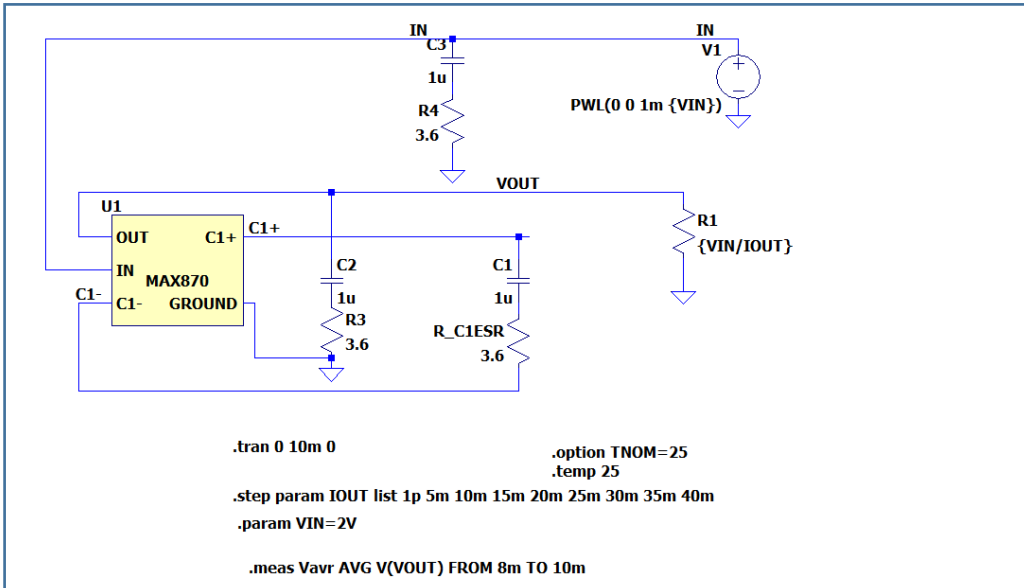 IN
IN
C3
V1
1u
PWL(0 0 1m {VIN})
R4
3.6
VOUT
U1
C1+
R1
OUT
C1+
{VIN/IOUT}
IN
C2
C1
MAX870
C1-
C1-
GROUND
1u
1u
R3
R_C1ESR
3.6
3.6
.tran 0 10m 0
.option TNOM=25
.temp 25
.step param IOUT list 1p 5m 10m 15m 20m 25m 30m 35m 40m
.param VIN=2V
.meas Vavr AVG V(VOUT) FROM 8m TO 10m